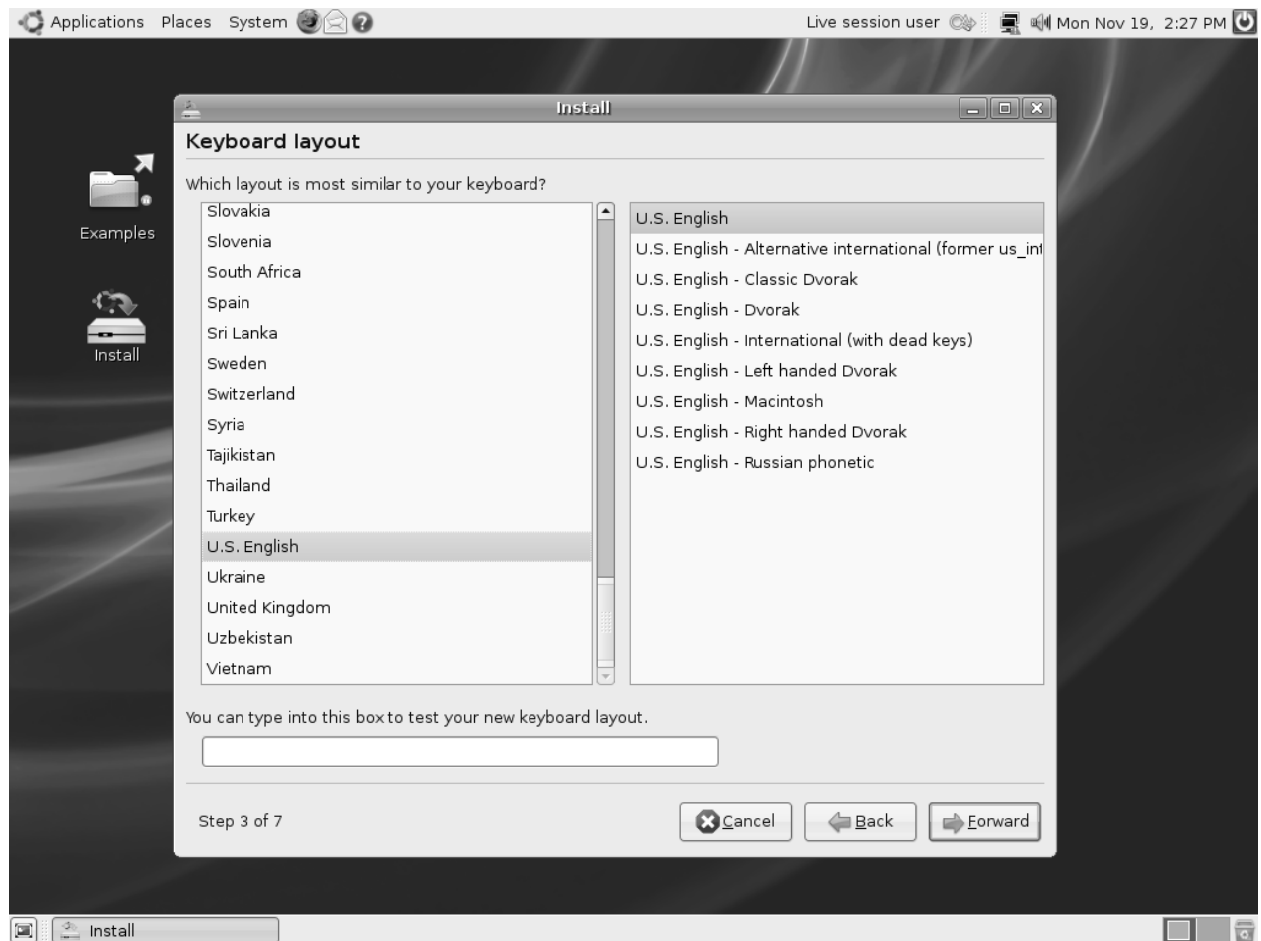 Applications Places System Live session user Mon Nov 19, 2:27 PM
Install
Keyboard layout
Which layout is most similar to your keyboard?
Examples
Install
Slovakia
Slovenia
South Africa
Spain
Sri Lanka
Sweden
Switzerland
Syria
Tajikistan
Thailand
Turkey
U.S. English
Ukraine
United Kingdom
Uzbekistan
Vietnam
U.S. English
U.S. English - Alternative international (former us_int
U.S. English - Classic Dvorak
U.S. English - Dvorak
U.S. English - International (with dead keys)
U.S. English - Left handed Dvorak
U.S. English - Macintosh
U.S. English - Right handed Dvorak
U.S. English - Russian phonetic
You can type into this box to test your new keyboard layout.
Step 3 of 7
Cancel Back Forward
Install